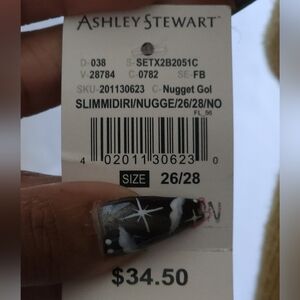 ASHLEY STEWART
D-038 S-SETX2B2051C
V-28784 C-0782 SE-FB
SKU-201130623 C-Nugget Gol
SLIMMIDIRI/NUGGE/26/28/NO
FL_56
4 02011 30623 0
SIZE 26/28
$34.50